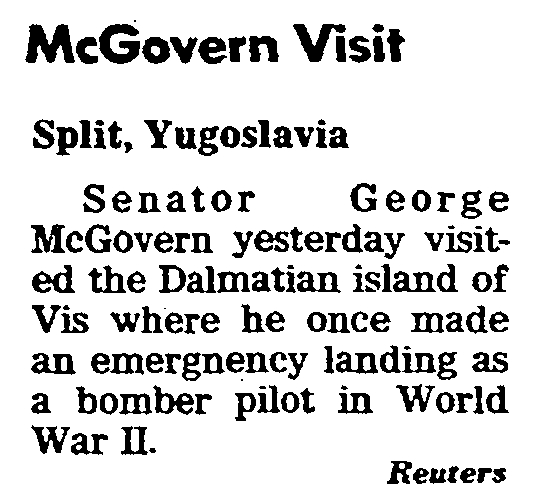 McGovern Visit
Split, Yugoslavia
Senator George
McGovern yesterday visit-
ed the Dalmatian island of
Vis where he once made
an emergnency landing as
a bomber pilot in World
War II.
Reuters